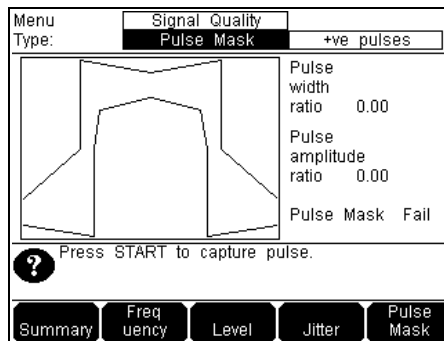 Menu Signal Quality
Type: Pulse Mask +ve pulses
Pulse
width
ratio 0.00
Pulse
amplitude
ratio 0.00
Pulse Mask Fail
? Press START to capture pulse.
Summary Freq
uency Level Jitter Pulse
Mask